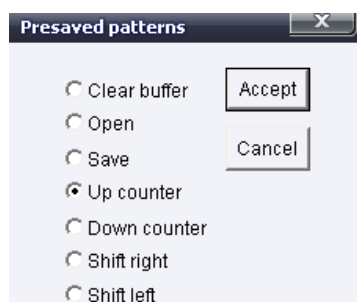 Presaved patterns
X
Clear buffer
Accept
Open
Save
Cancel
Up counter
Down counter
Shift right
Shift left